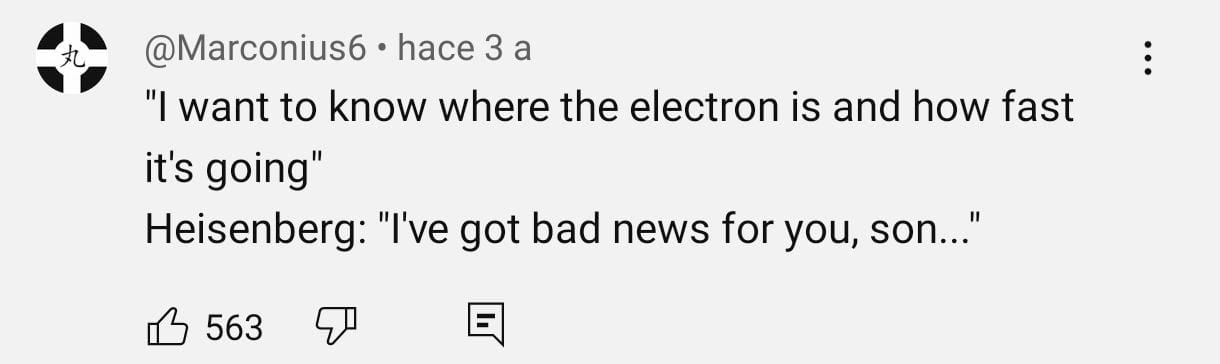 丸
@Marconius6 • hace 3 a
"I want to know where the electron is and how fast
it's going"
Heisenberg: "I've got bad news for you, son..."
563